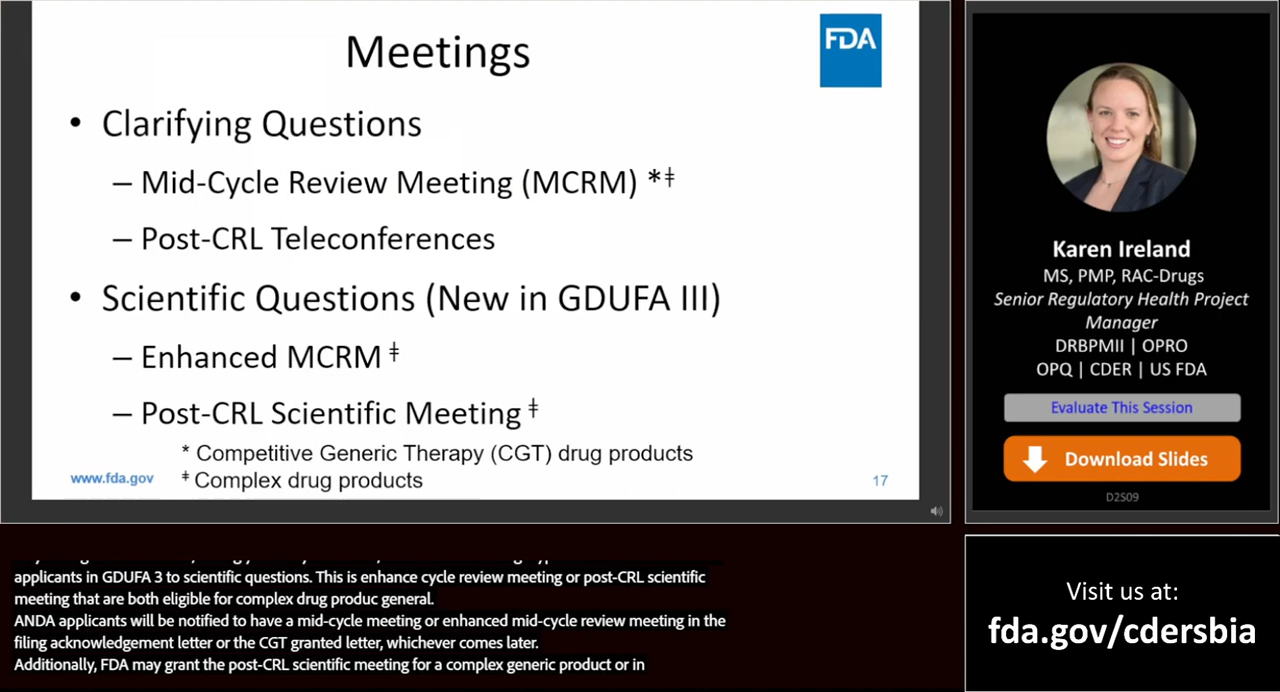 Meetings
FDA
• Clarifying Questions
– Mid-Cycle Review Meeting (MCRM) *ǂ
– Post-CRL Teleconferences
• Scientific Questions (New in GDUFA III)
– Enhanced MCRM ǂ
– Post-CRL Scientific Meeting ǂ
* Competitive Generic Therapy (CGT) drug products
ǂ Complex drug products
www.fda.gov
17
Karen Ireland
MS, PMP, RAC-Drugs
Senior Regulatory Health Project
Manager
DRBPMII | OPRO
OPQ | CDER | US FDA
Evaluate This Session
Download Slides
D2S09
applicants in GDUFA 3 to scientific questions. This is enhance cycle review meeting or post-CRL scientific
meeting that are both eligible for complex drug produc general.
ANDA applicants will be notified to have a mid-cycle meeting or enhanced mid-cycle review meeting in the
filing acknowledgement letter or the CGT granted letter, whichever comes later.
Additionally, FDA may grant the post-CRL scientific meeting for a complex generic product or in
Visit us at:
fda.gov/cdersbia